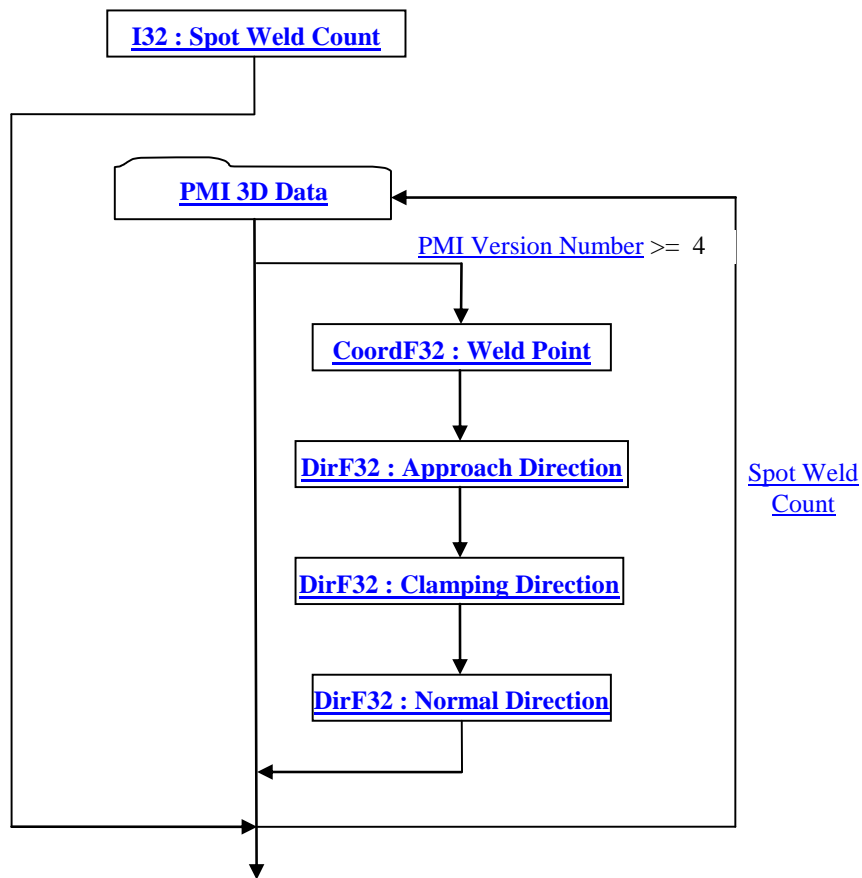 I32 : Spot Weld Count
PMI 3D Data
PMI Version Number >= 4
CoordF32 : Weld Point
DirF32 : Approach Direction
Spot Weld
Count
DirF32 : Clamping Direction
DirF32 : Normal Direction